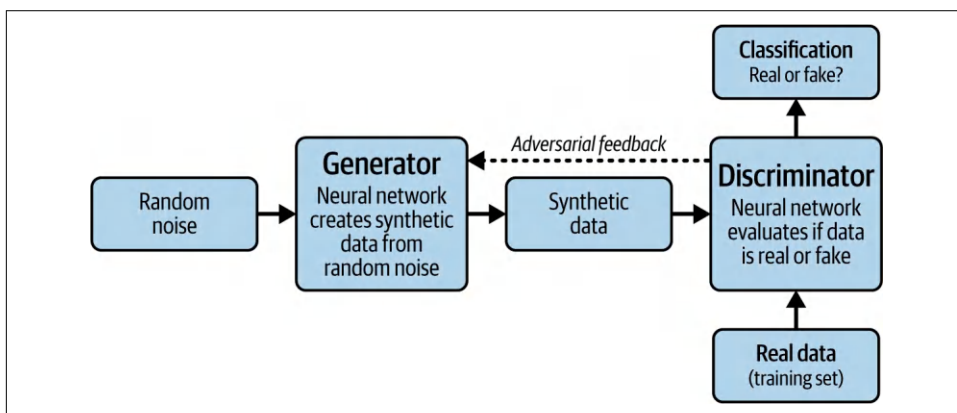 Classification
Real or fake?
Adversarial feedback
Generator
Neural network
creates synthetic
data from
random noise
Random
noise
Synthetic
data
Discriminator
Neural network
evaluates if data
is real or fake
Real data
(training set)